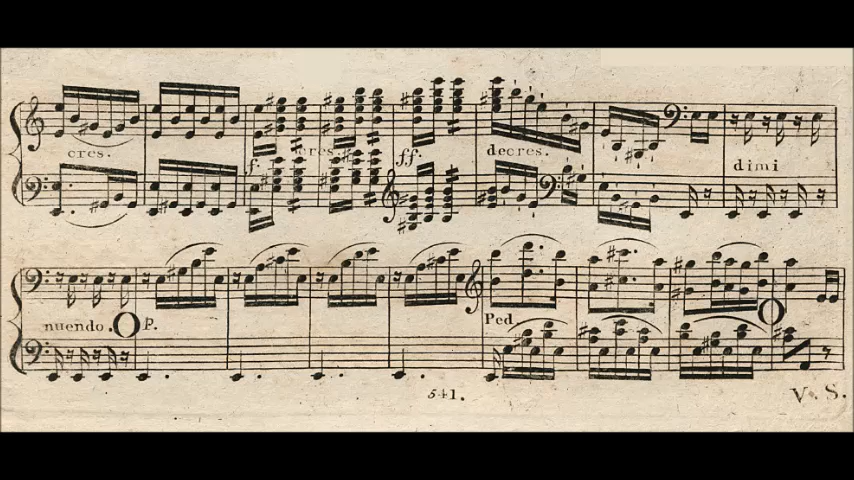 cres. f. cres. ff. decres. dimi
nuendo. p. Ped
541. V. S.